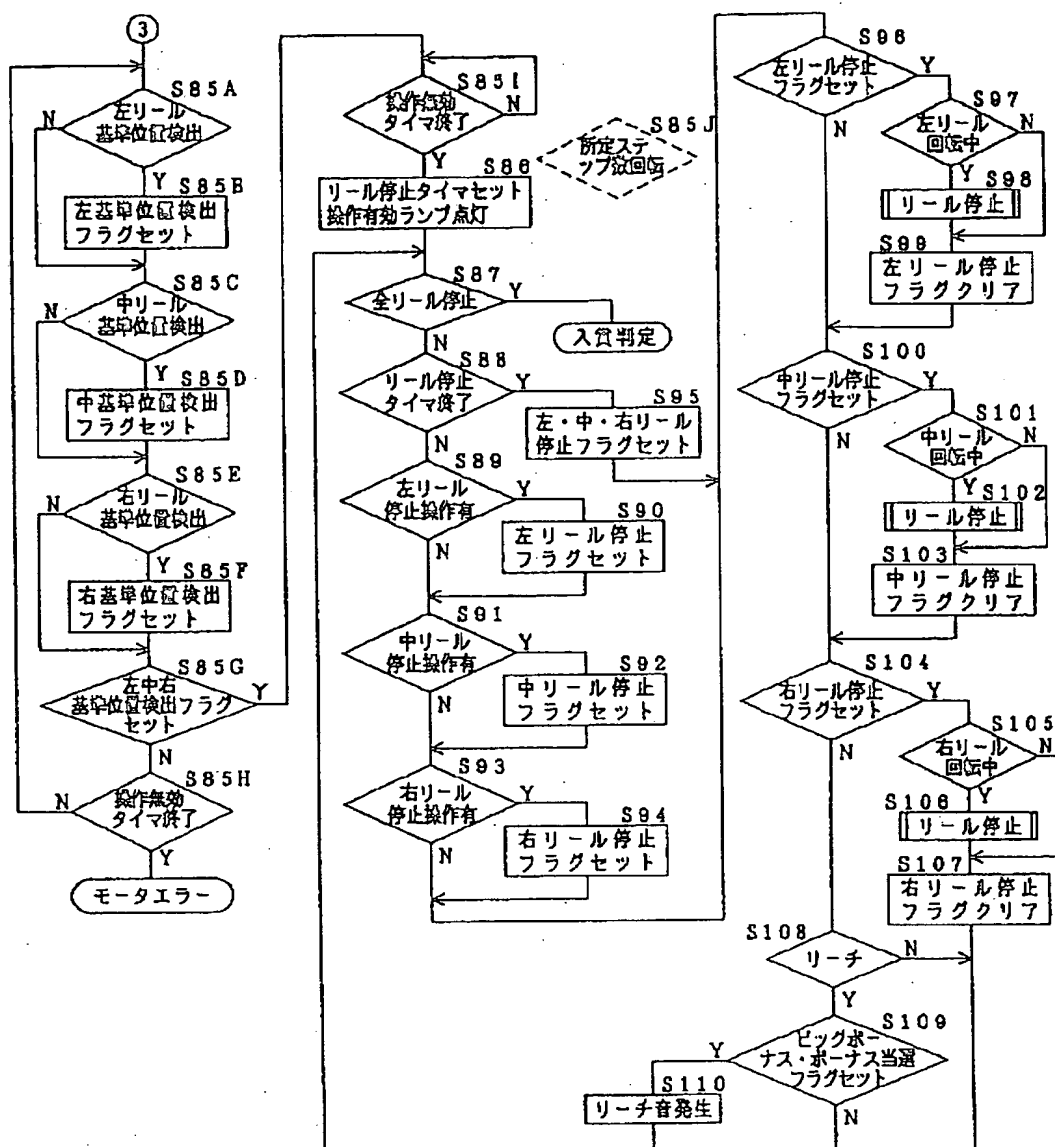 3
S85A
左リール
基準位置検出
N
Y
S85B
左基準位置検出
フラグセット
S85C
中リール
基準位置検出
N
Y
S85D
中基準位置検出
フラグセット
S85E
右リール
基準位置検出
N
Y
S85F
右基準位置検出
フラグセット
S85G
左中右
基準位置検出フラグ
セット
Y
N
S85H
操作無効
タイマ終了
N
Y
モータエラー
S85I
操作無効
タイマ終了
N
Y
S85J
所定ステ
ップ数回転
S86
リール停止タイマセット
操作有効ランプ点灯
S87
全リール停止
Y
入賞判定
N
S88
リール停止
タイマ終了
Y
S95
左・中・右リール
停止フラグセット
N
S89
左リール
停止操作有
Y
S90
左リール停止
フラグセット
N
S91
中リール
停止操作有
Y
S92
中リール停止
フラグセット
N
S93
右リール
停止操作有
Y
S94
右リール停止
フラグセット
N
S96
左リール停止
フラグセット
Y
N
S97
左リール
回転中
N
Y
S98
リール停止
S99
左リール停止
フラグクリア
S100
中リール停止
フラグセット
Y
N
S101
中リール
回転中
N
Y
S102
リール停止
S103
中リール停止
フラグクリア
S104
右リール停止
フラグセット
Y
N
S105
右リール
回転中
N
Y
S106
リール停止
S107
右リール停止
フラグクリア
S108
リーチ
N
Y
S109
ビッグボー
ナス・ボーナス当選
フラグセット
Y
N
S110
リーチ音発生